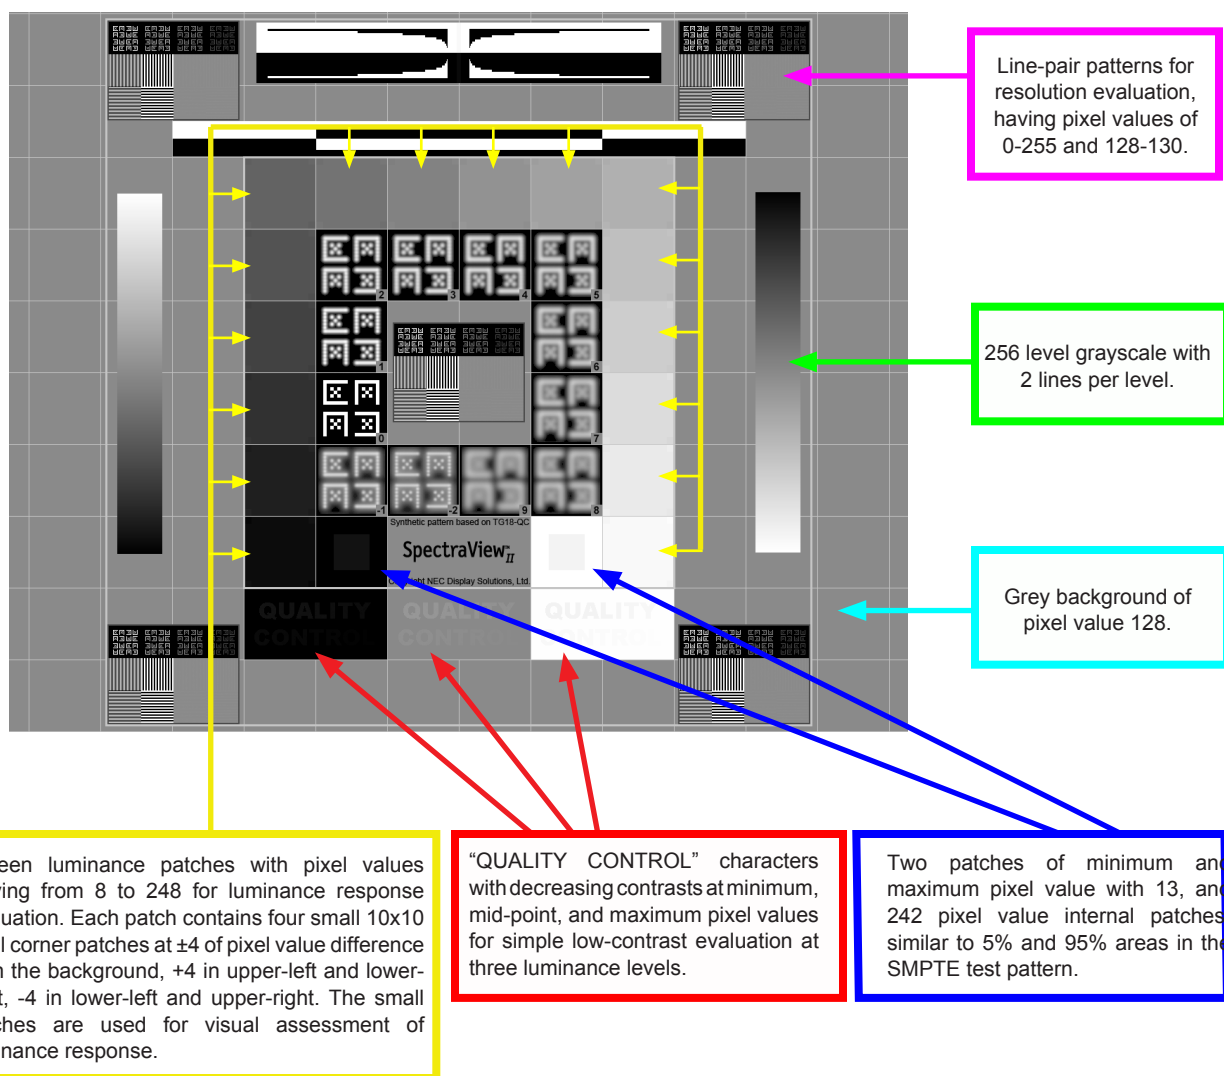 Line-pair patterns for
resolution evaluation,
having pixel values of
0-255 and 128-130.
256 level grayscale with
2 lines per level.
2
3
4
5
1
6
0
7
-1
-2
9
8
Synthetic pattern based on TG18-QC
SpectraView II
NEC Display Solutions, Ltd.
Grey background of
pixel value 128.
QUALITY
CONTROL
QUALITY
CONTROL
QUALITY
CONTROL
een luminance patches with pixel values
ing from 8 to 248 for luminance response
uation. Each patch contains four small 10x10
l corner patches at ±4 of pixel value difference
the background, +4 in upper-left and lower-
t, -4 in lower-left and upper-right. The small
ches are used for visual assessment of
inance response.
“QUALITY CONTROL” characters
with decreasing contrasts at minimum,
mid-point, and maximum pixel values
for simple low-contrast evaluation at
three luminance levels.
Two patches of minimum and
maximum pixel value with 13, and
242 pixel value internal patches
similar to 5% and 95% areas in the
SMPTE test pattern.